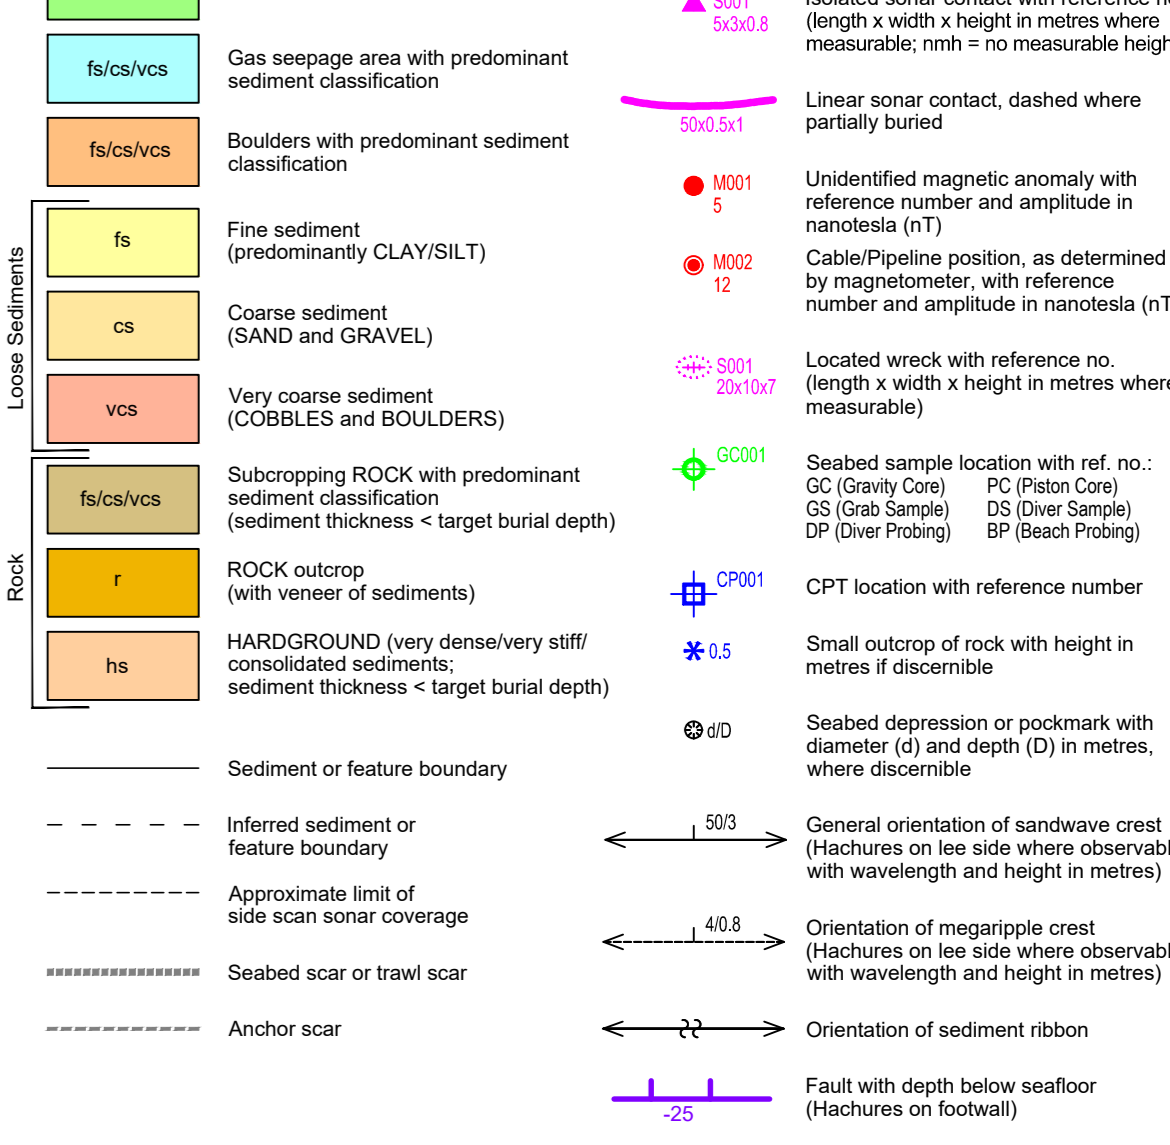 fs/cs/vcs
Gas seepage area with predominant
sediment classification
fs/cs/vcs
Boulders with predominant sediment
classification
Loose Sediments
fs
Fine sediment
(predominantly CLAY/SILT)
cs
Coarse sediment
(SAND and GRAVEL)
vcs
Very coarse sediment
(COBBLES and BOULDERS)
Rock
fs/cs/vcs
Subcropping ROCK with predominant
sediment classification
(sediment thickness < target burial depth)
r
ROCK outcrop
(with veneer of sediments)
hs
HARDGROUND (very dense/very stiff/
consolidated sediments;
sediment thickness < target burial depth)
Sediment or feature boundary
Inferred sediment or
feature boundary
Approximate limit of
side scan sonar coverage
Seabed scar or trawl scar
Anchor scar
S001
5x3x0.8
Isolated sonar contact with reference
(length x width x height in metres where
measurable; nmh = no measurable
50x0.5x1
Linear sonar contact, dashed where
partially buried
M001
5
Unidentified magnetic anomaly with
reference number and amplitude in
nanotesla (nT)
M002
12
Cable/Pipeline position, as determined
by magnetometer, with reference
number and amplitude in nanotesla (nT
S001
20x10x7
Located wreck with reference no.
(length x width x height in metres where
measurable)
GC001
Seabed sample location with ref. no.:
GC (Gravity Core) PC (Piston Core)
GS (Grab Sample) DS (Diver Sample)
DP (Diver Probing) BP (Beach Probing)
CP001
CPT location with reference number
0.5
Small outcrop of rock with height in
metres if discernible
d/D
Seabed depression or pockmark with
diameter (d) and depth (D) in metres,
where discernible
50/3
General orientation of sandwave crest
(Hachures on lee side where observabl
with wavelength and height in metres)
4/0.8
Orientation of megaripple crest
(Hachures on lee side where observabl
with wavelength and height in metres)
Orientation of sediment ribbon
-25
Fault with depth below seafloor
(Hachures on footwall)